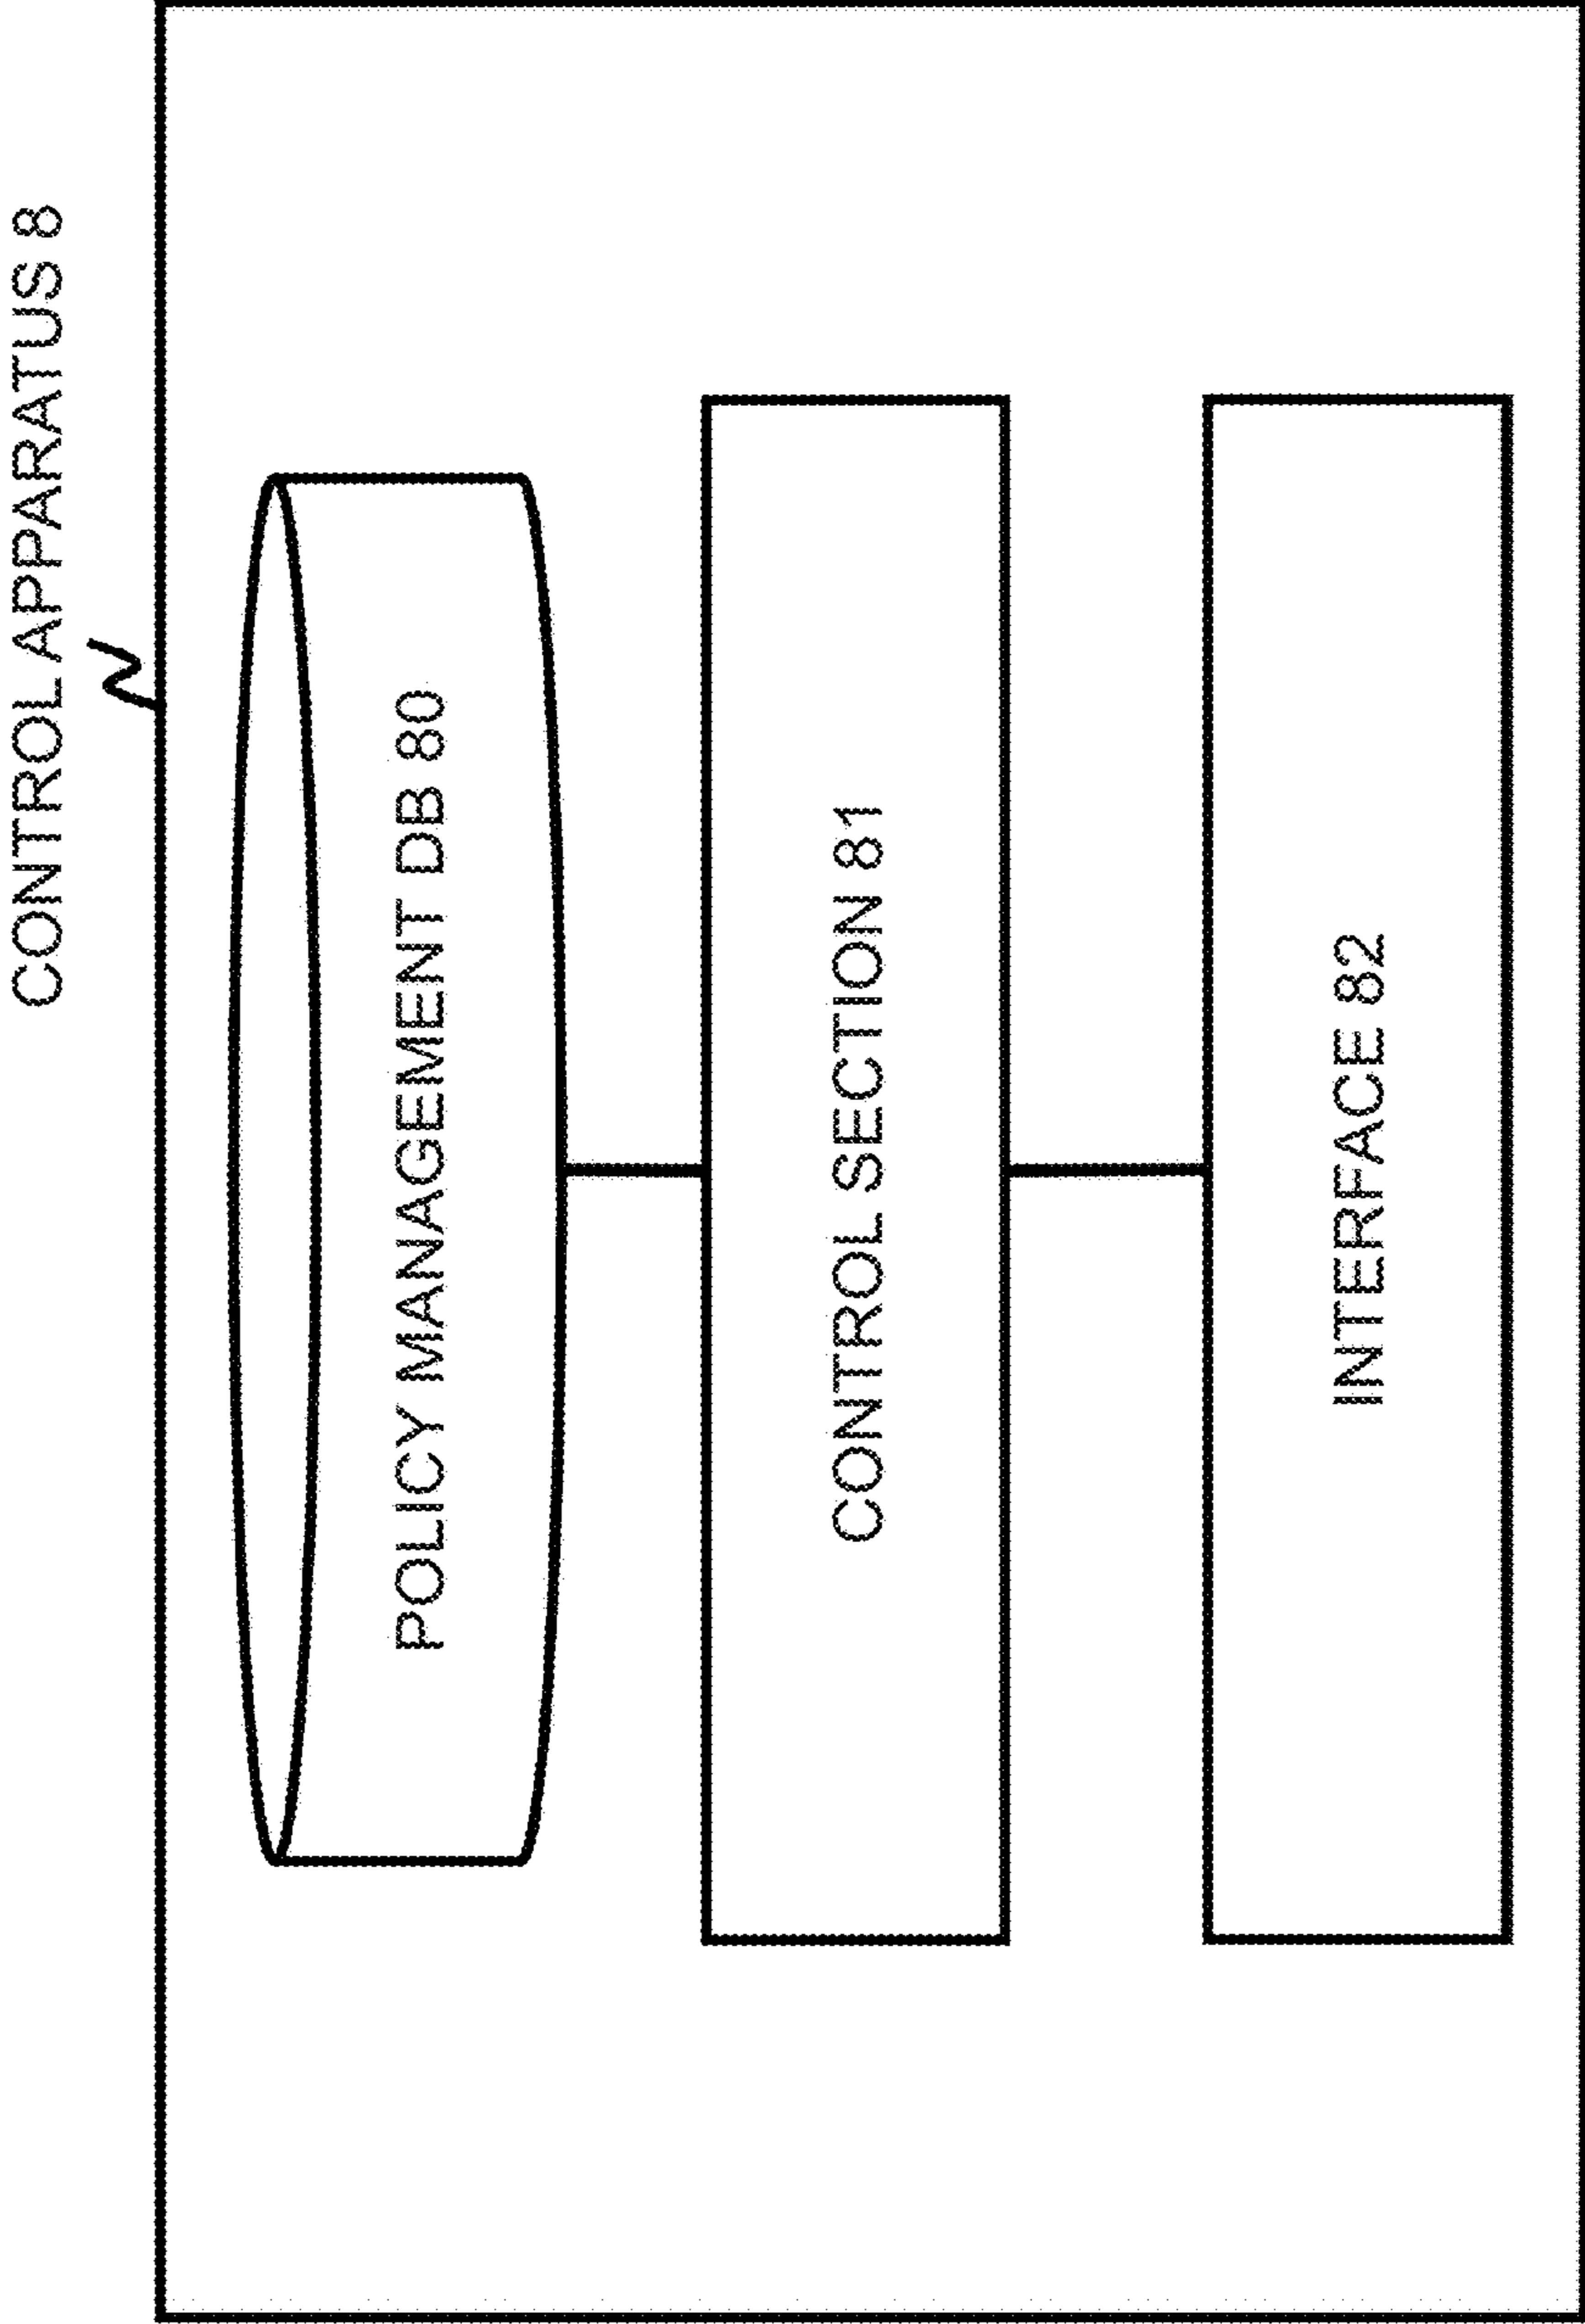 CONTROL APPARATUS 8
POLICY MANAGEMENT DB 80
CONTROL SECTION 81
INTERFACE 82